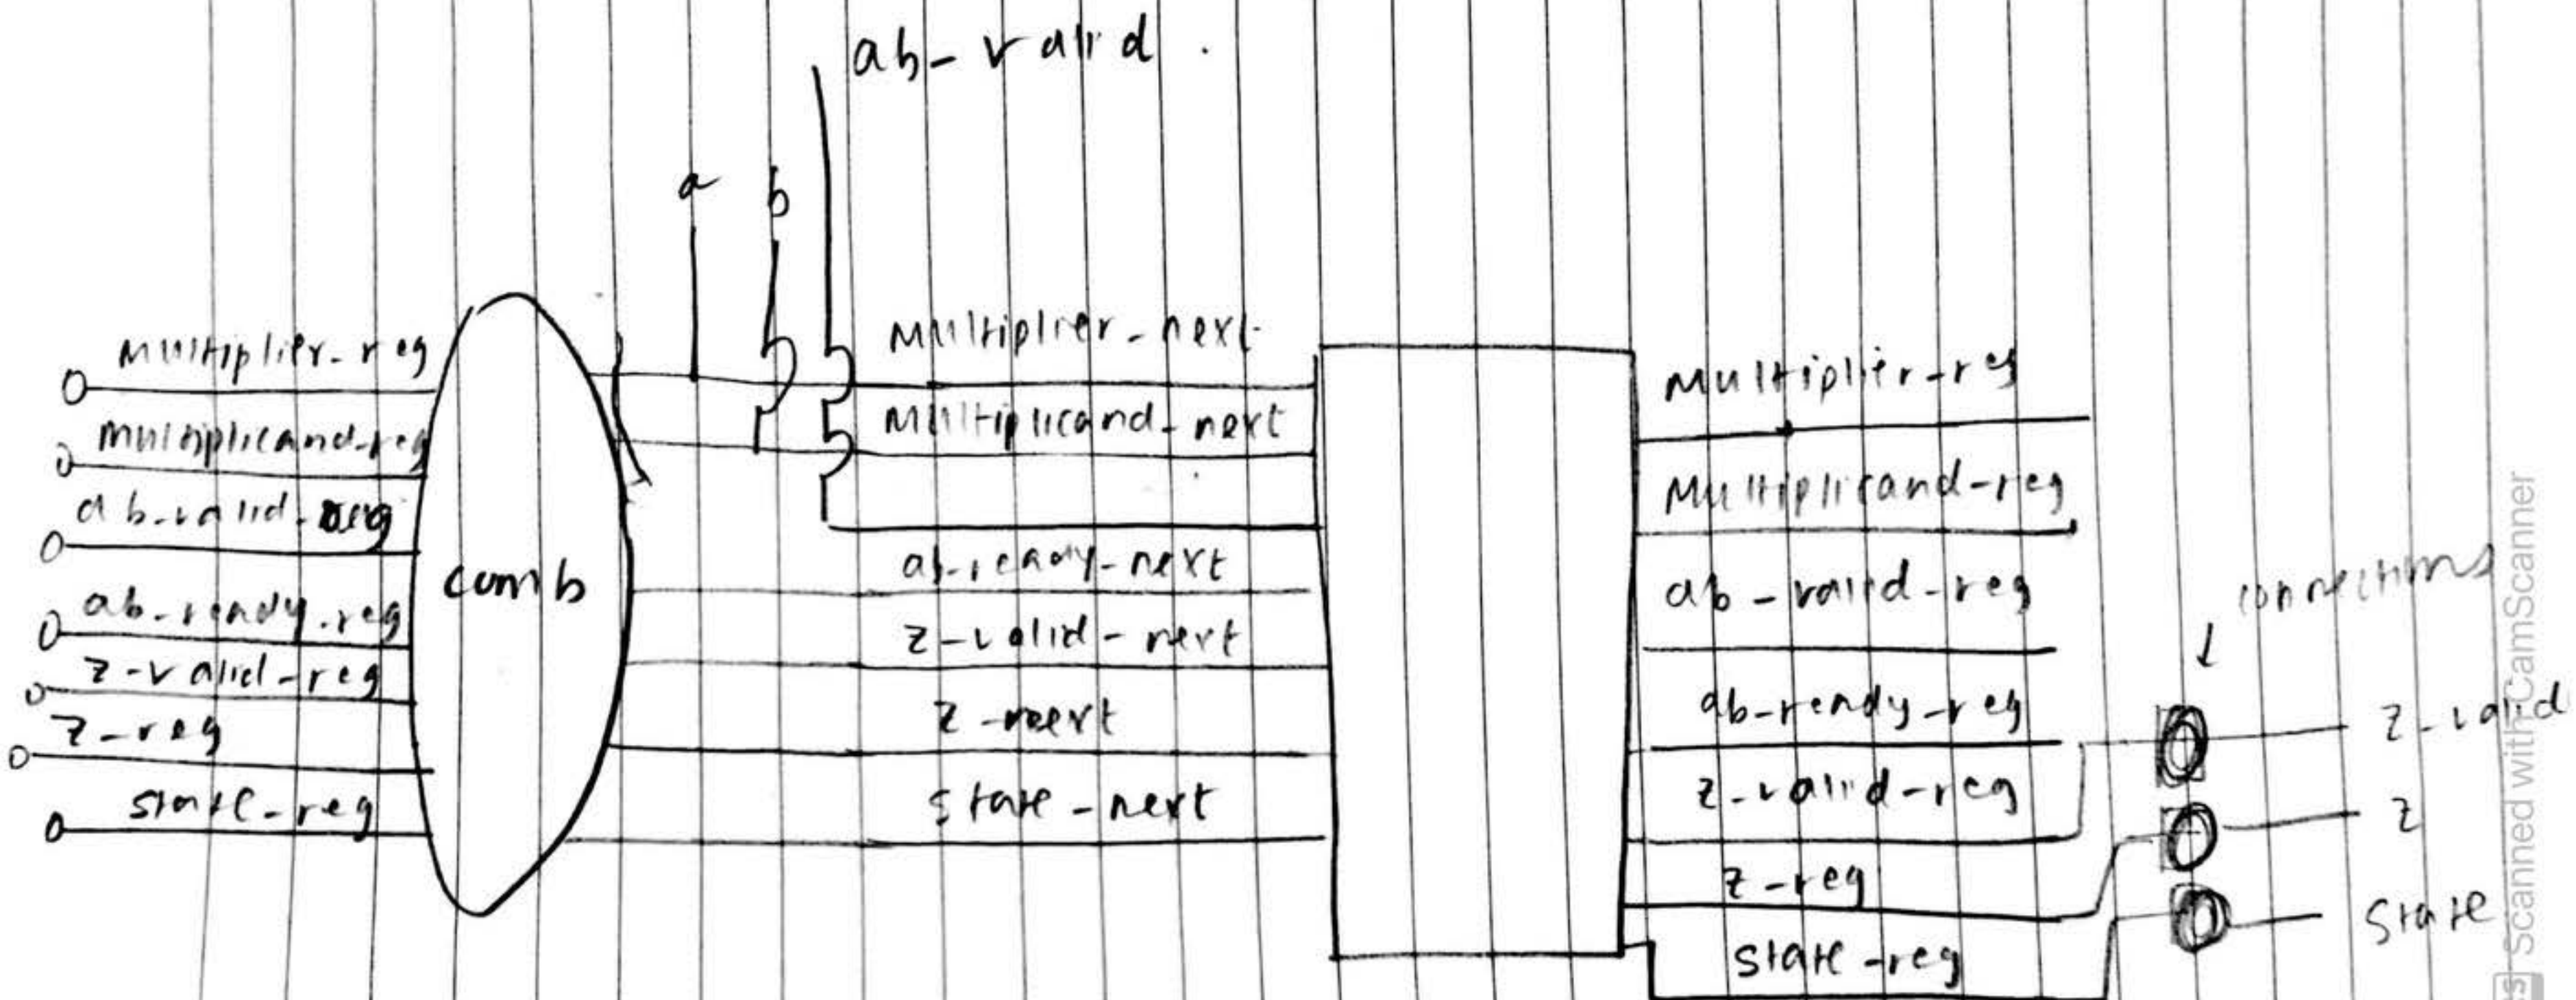 ab-valid.
a
b
multiplier-next
multiplier-reg
multiplier-reg
multiplicand-next
multiplicand-reg
multiplicand-reg
ab-valid-reg
connections
ab-ready-next
ab-valid-reg
comb
ab-ready-reg
z-valid-next
ab-ready-reg
z-valid
z-valid-reg
z-next
z-reg
z-valid-reg
z
state-next
state-reg
z-reg
state
state-reg
CS Scanned with CamScanner